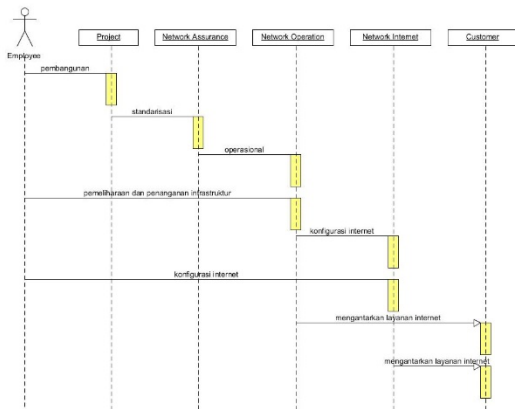 Project
Network Assurance
Network Operation
Network Internet
Customer
Employee
pembangunan
standarisasi
operasional
pemeliharaan dan penanganan infrastruktur
konfigurasi internet
konfigurasi internet
mengantarkan layanan internet
mengantarkan layanan internet